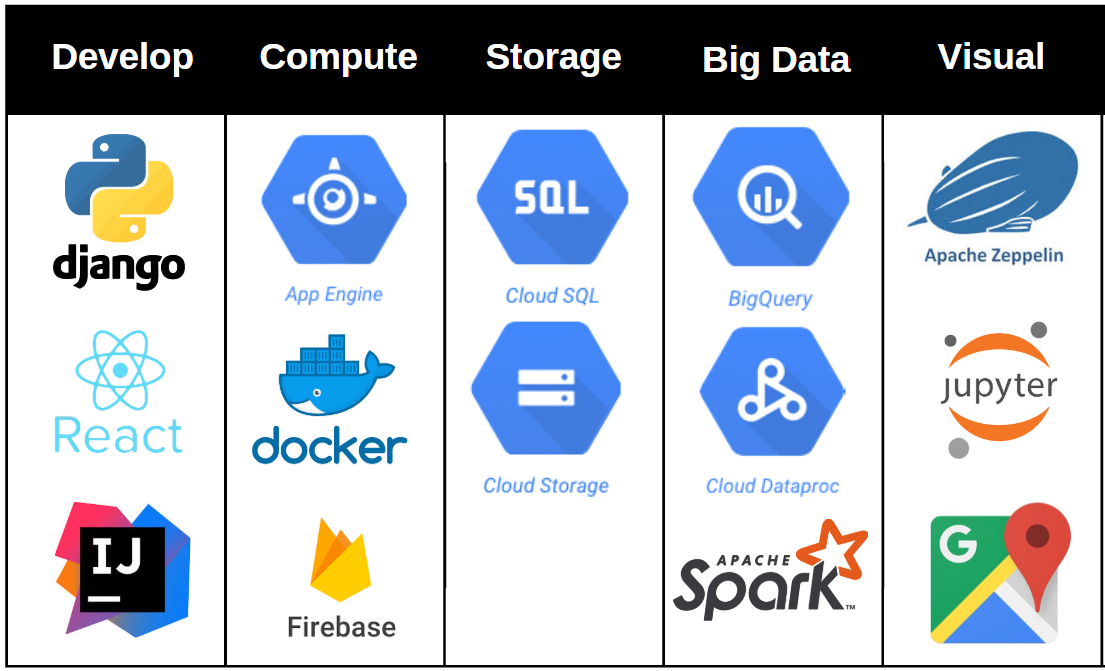 Develop
Compute
Storage
Big Data
Visual
django
App Engine
SQL
Cloud SQL
BigQuery
Apache Zeppelin
React
docker
Cloud Storage
Cloud Dataproc
jupyter
IJ
Firebase
APACHE
Spark™
G